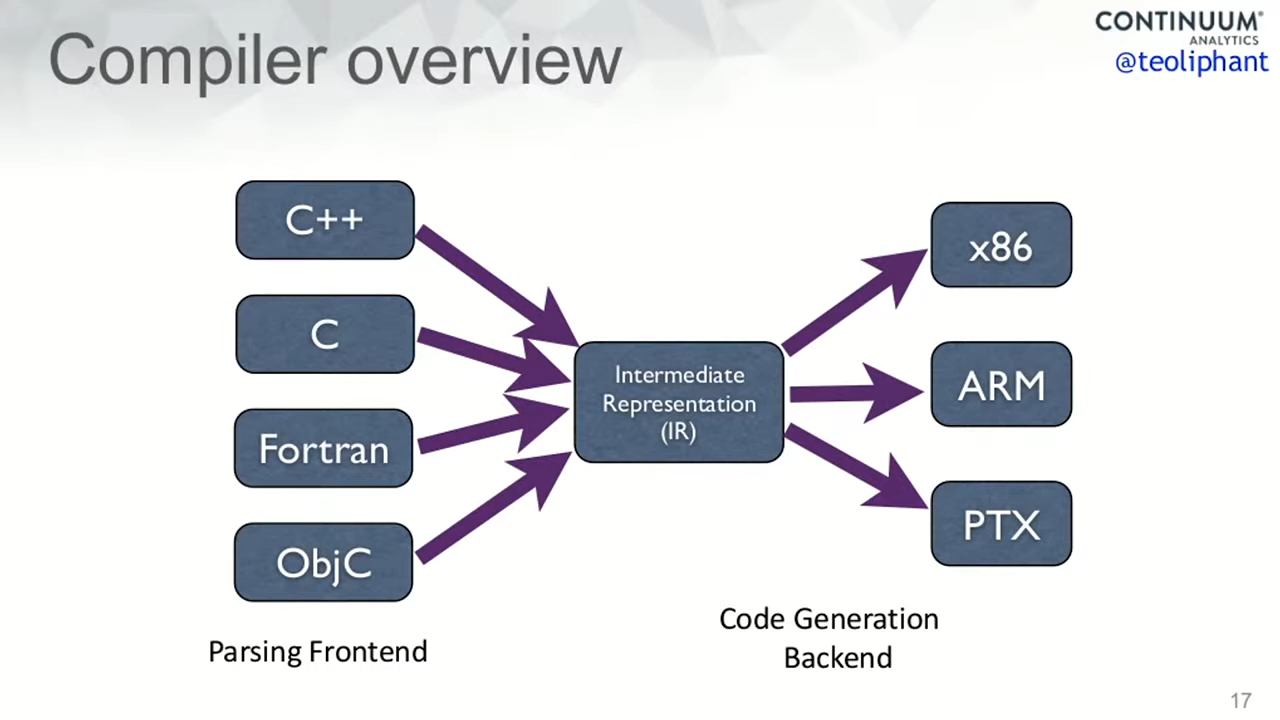 Compiler overview
CONTINUUM®
ANALYTICS
@teoliphant
C++
C
Fortran
ObjC
Intermediate
Representation
(IR)
x86
ARM
PTX
Parsing Frontend
Code Generation
Backend
17